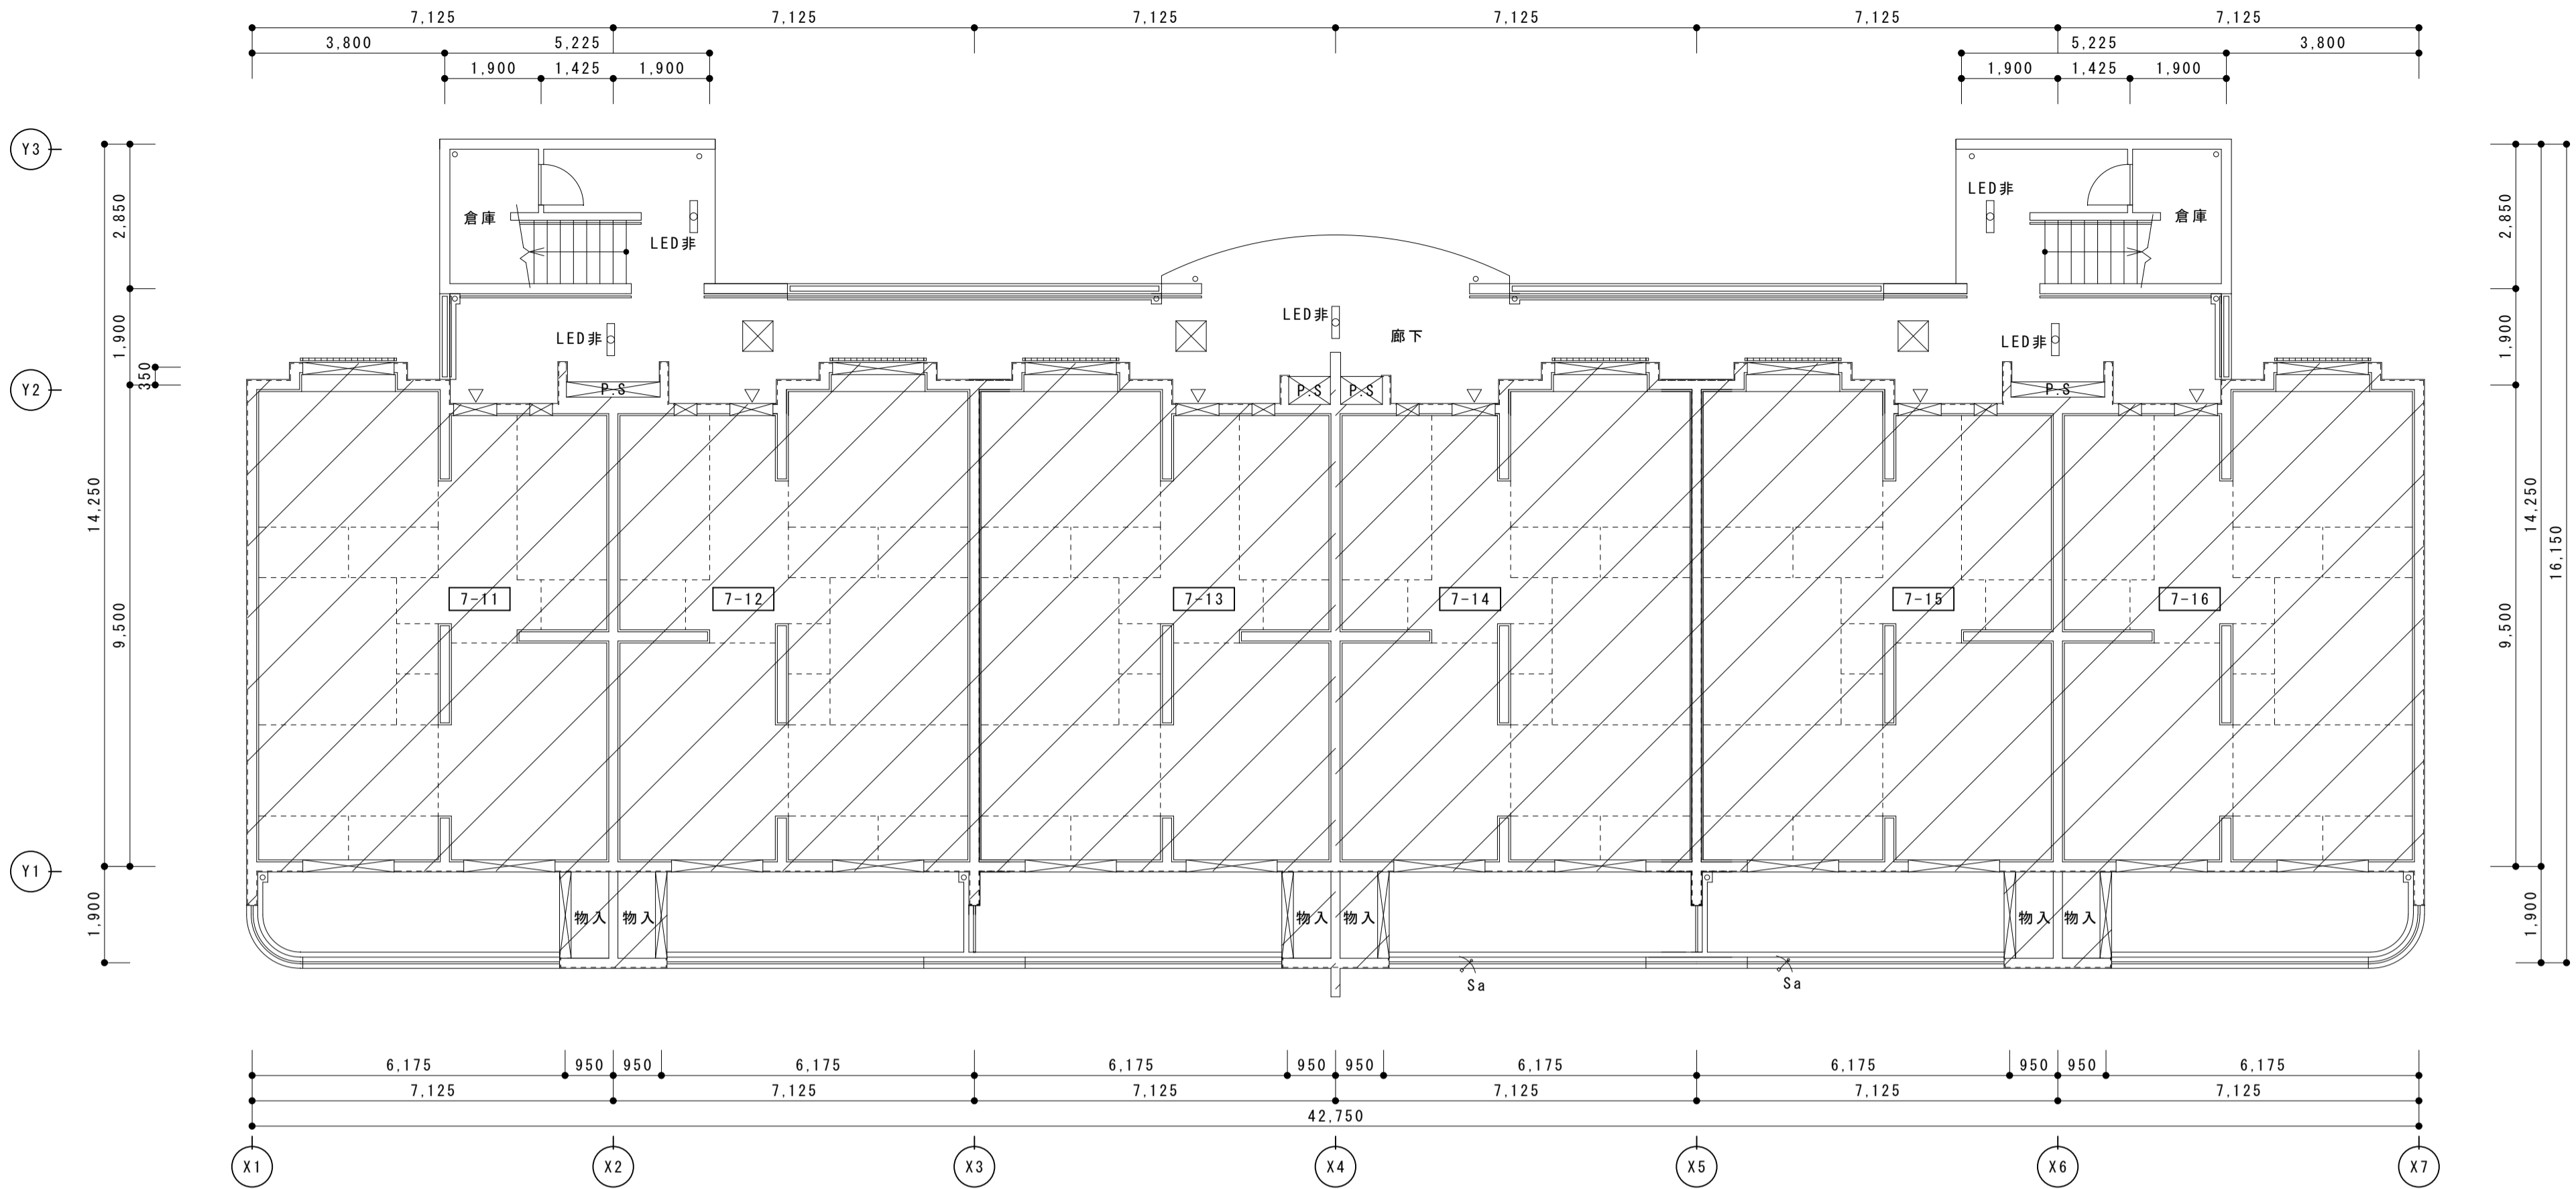 7,125 7,125 7,125 7,125 7,125 7,125
3,800 5,225 5,225 3,800
1,900 1,425 1,900 1,900 1,425 1,900
Y3
Y2
Y1
2,850
1,900
350
14,250
9,500
1,900
倉庫
LED非
LED非
倉庫
LED非
LED非
廊下
LED非
P.S
P.S
P.S
P.S
7-11
7-12
7-13
7-14
7-15
7-16
物入
物入
物入
物入
物入
物入
Sa
Sa
2,850
1,900
14,250
16,150
9,500
1,900
6,175 950 950 6,175 6,175 950 950 6,175 6,175 950 950 6,175
7,125 7,125 7,125 7,125 7,125 7,125
42,750
X1 X2 X3 X4 X5 X6 X7